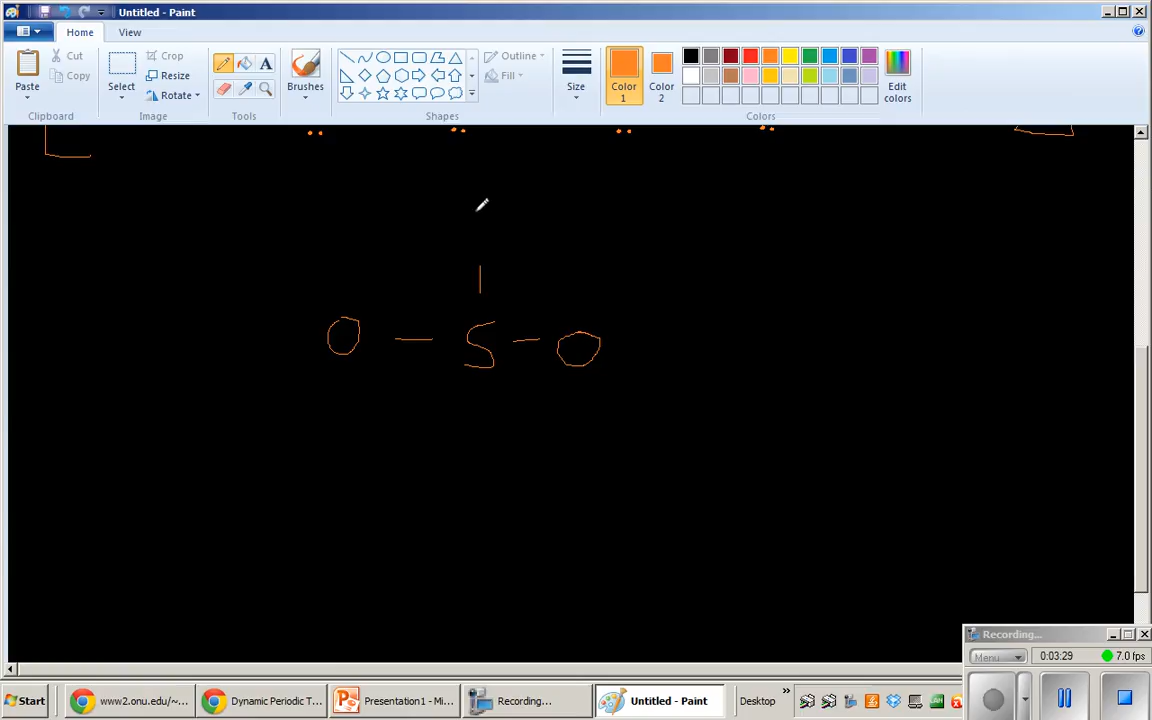 Untitled - Paint
Home View
Cut
Copy
Paste
Crop
Resize
Rotate
Select
Brushes
Outline
Fill
Size
Color 1
Color 2
Edit colors
Clipboard Image Tools Shapes Colors
O — S — O
Recording...
Menu 0:03:29 7.0 fps
Start www2.onu.edu/~... Dynamic Periodic T... Presentation1 - Mi... Recording... Untitled - Paint Desktop »